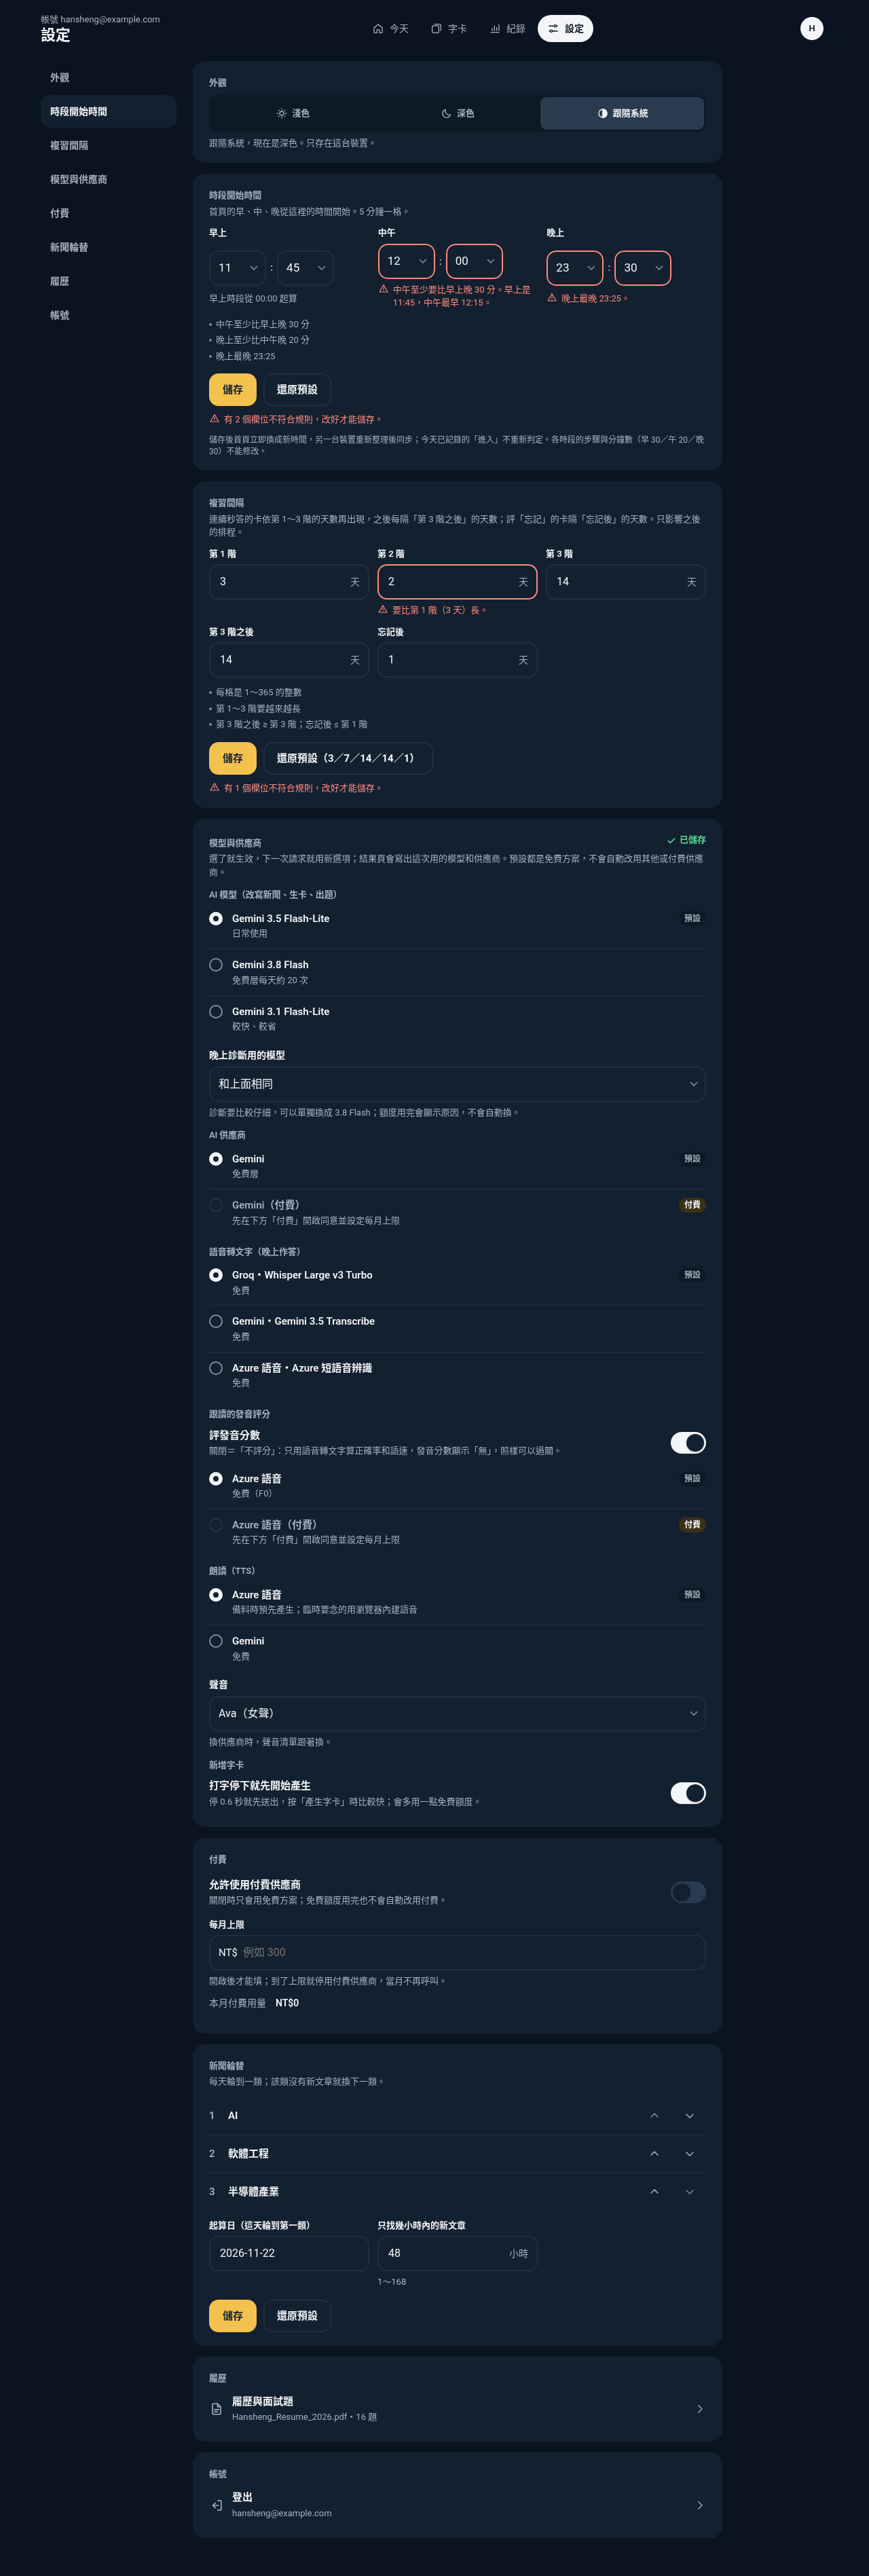 帳號 hansheng@example.com
設定
今天
字卡
紀錄
設定
H
外觀
時段開始時間
複習間隔
模型與供應商
付費
新聞輪替
履歷
帳號
外觀
淺色
深色
跟隨系統
跟隨系統，現在是深色。只存在這台裝置。
時段開始時間
首頁的早、中、晚從這裡的時間開始。5 分鐘一格。
早上
中午
晚上
11 : 45
12 : 00
23 : 30
早上時段從 00:00 起算
中午至少要比早上晚 30 分。早上是
11:45，中午最早 12:15。
晚上最晚 23:25。
中午至少比早上晚 30 分
晚上至少比中午晚 20 分
晚上最晚 23:25
儲存
還原預設
有 2 個欄位不符合規則，改好才能儲存。
儲存後首頁立即換成新時間，另一台裝置重新整理後同步；今天已記錄的「進入」不重新判定。各時段的步驟與分鐘數（早 30／午 20／晚
30）不能修改。
複習間隔
連續秒答的卡依第 1～3 階的天數再出現，之後每隔「第 3 階之後」的天數；評「忘記」的卡隔「忘記後」的天數。只影響之後
的排程。
第 1 階
第 2 階
第 3 階
3 天
2 天
14 天
要比第 1 階（3 天）長。
第 3 階之後
忘記後
14 天
1 天
每格是 1～365 的整數
第 1～3 階要越來越長
第 3 階之後 ≥ 第 3 階；忘記後 ≤ 第 1 階
儲存
還原預設（3／7／14／14／1）
有 1 個欄位不符合規則，改好才能儲存。
模型與供應商
已儲存
選了就生效，下一次請求就用新選項；結果頁會寫出這次用的模型和供應商。預設都是免費方案，不會自動改用其他或付費供應
商。
AI 模型（改寫新聞、生卡、出題）
Gemini 3.5 Flash-Lite
預設
日常使用
Gemini 3.8 Flash
免費層每天約 20 次
Gemini 3.1 Flash-Lite
較快、較省
晚上診斷用的模型
和上面相同
診斷要比較仔細，可以單獨換成 3.8 Flash；額度用完會顯示原因，不會自動換。
AI 供應商
Gemini
預設
免費層
Gemini（付費）
付費
先在下方「付費」開啟同意並設定每月上限
語音轉文字（晚上作答）
Groq・Whisper Large v3 Turbo
預設
免費
Gemini・Gemini 3.5 Transcribe
免費
Azure 語音・Azure 短語音辨識
免費
跟讀的發音評分
評發音分數
關閉＝「不評分」：只用語音轉文字算正確率和語速，發音分數顯示「無」，照樣可以過關。
Azure 語音
預設
免費（F0）
Azure 語音（付費）
付費
先在下方「付費」開啟同意並設定每月上限
朗讀（TTS）
Azure 語音
預設
備料時預先產生；臨時要念的用瀏覽器內建語音
Gemini
免費
聲音
Ava（女聲）
換供應商時，聲音清單跟著換。
新增字卡
打字停下就先開始產生
停 0.6 秒就先送出，按「產生字卡」時比較快；會多用一點免費額度。
付費
允許使用付費供應商
關閉時只會用免費方案；免費額度用完也不會自動改用付費。
每月上限
NT$ 例如 300
開啟後才能填；到了上限就停用付費供應商，當月不再呼叫。
本月付費用量 NT$0
新聞輪替
每天輪到一類；該類沒有新文章就換下一類。
1 AI
2 軟體工程
3 半導體產業
起算日（這天輪到第一類）
只找幾小時內的新文章
2026-11-22
48 小時
1～168
儲存
還原預設
履歷
履歷與面試題
Hansheng_Resume_2026.pdf・16 題
帳號
登出
hansheng@example.com